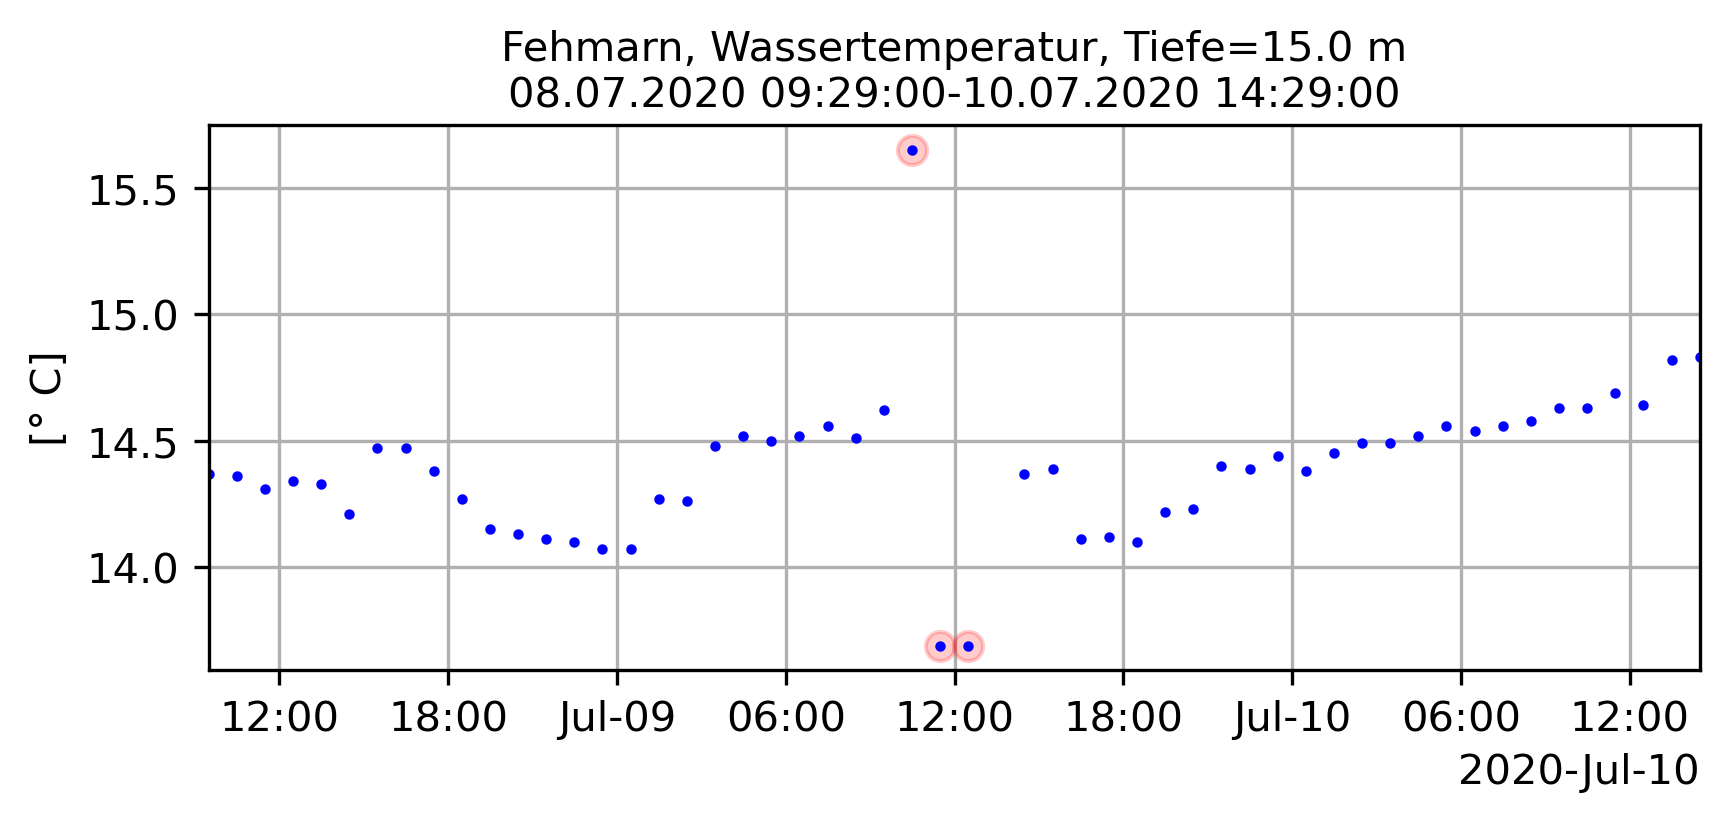 Fehmarn, Wassertemperatur, Tiefe=15.0 m
08.07.2020 09:29:00-10.07.2020 14:29:00
[° C]
15.5
15.0
14.5
14.0
12:00 18:00 Jul-09 06:00 12:00 18:00 Jul-10 06:00 12:00
2020-Jul-10